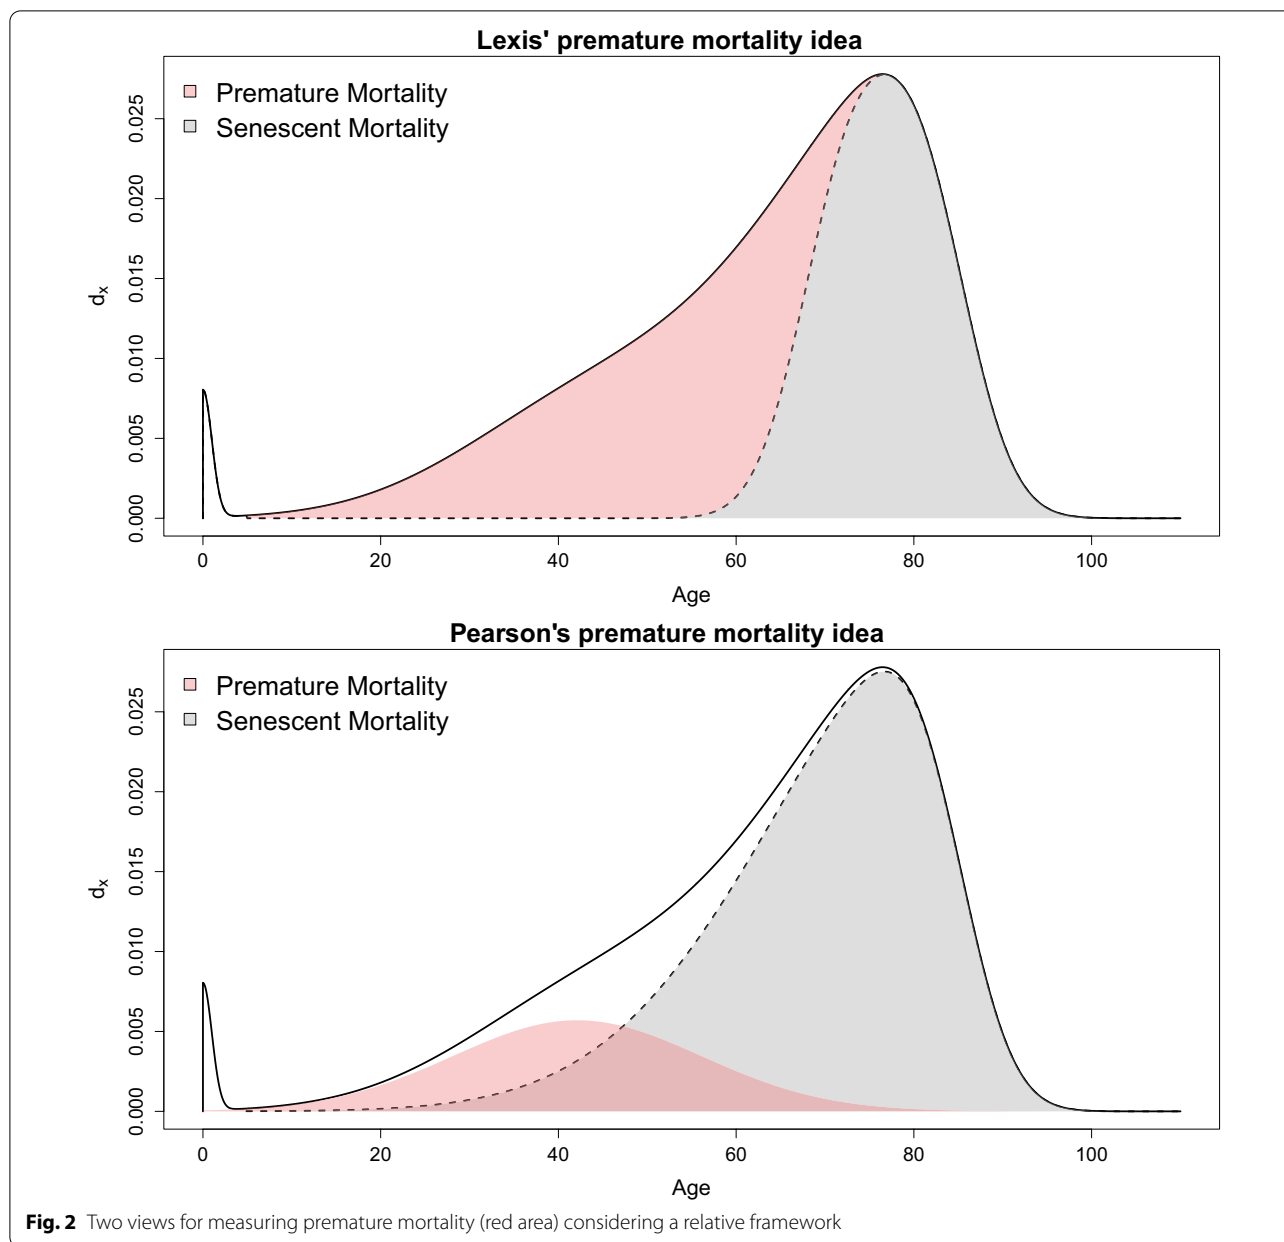 Lexis' premature mortality idea
Premature Mortality
Senescent Mortality
0.025
0.020
0.015
0.010
0.005
0.000
dx
0 20 40 60 80 100
Age
Pearson's premature mortality idea
Premature Mortality
Senescent Mortality
0.025
0.020
0.015
0.010
0.005
0.000
dx
0 20 40 60 80 100
Age
Fig. 2 Two views for measuring premature mortality (red area) considering a relative framework